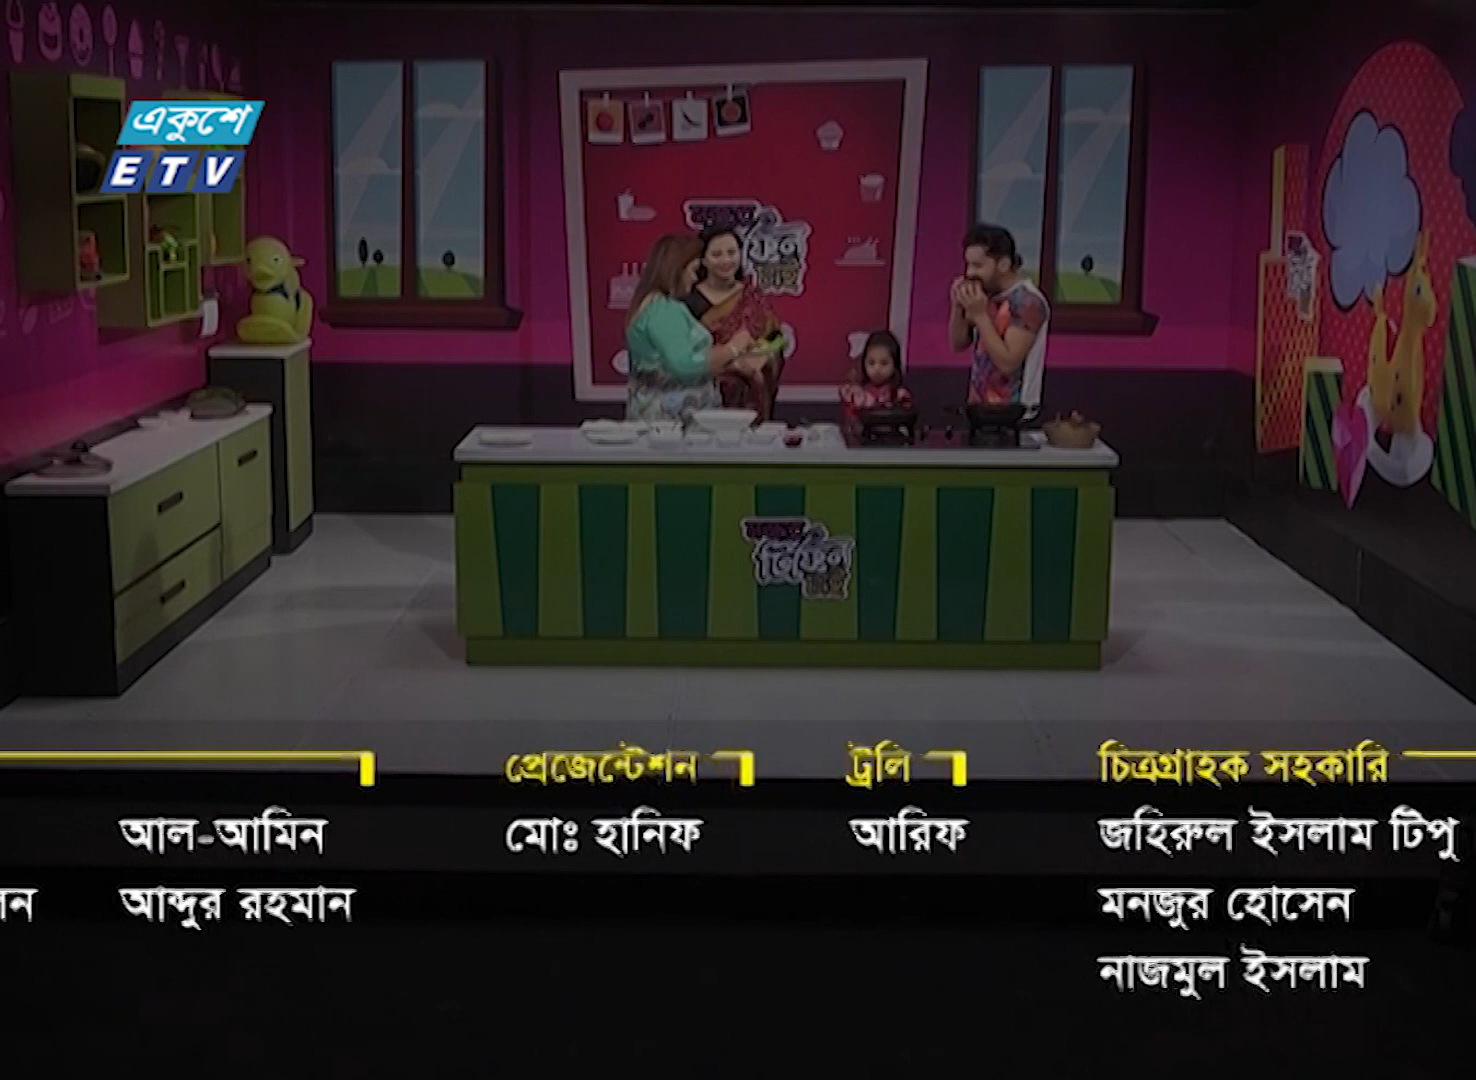 একুশে
ETV
টিফিন
প্রেজেন্টেশন
ট্রলি
চিত্রগ্রাহক সহকারি
আল-আমিন
মোঃ হানিফ
আরিফ
জহিরুল ইসলাম টিপু
আব্দুর রহমান
মনজুর হোসেন
নাজমুল ইসলাম